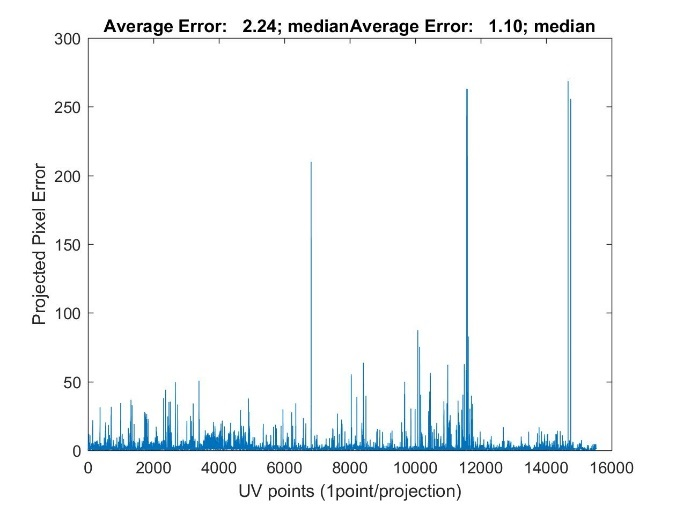 Average Error:   2.24; medianAverage Error:   1.10; median
300
250
200
150
100
50
0
Projected Pixel Error
0 2000 4000 6000 8000 10000 12000 14000 16000
UV points (1point/projection)